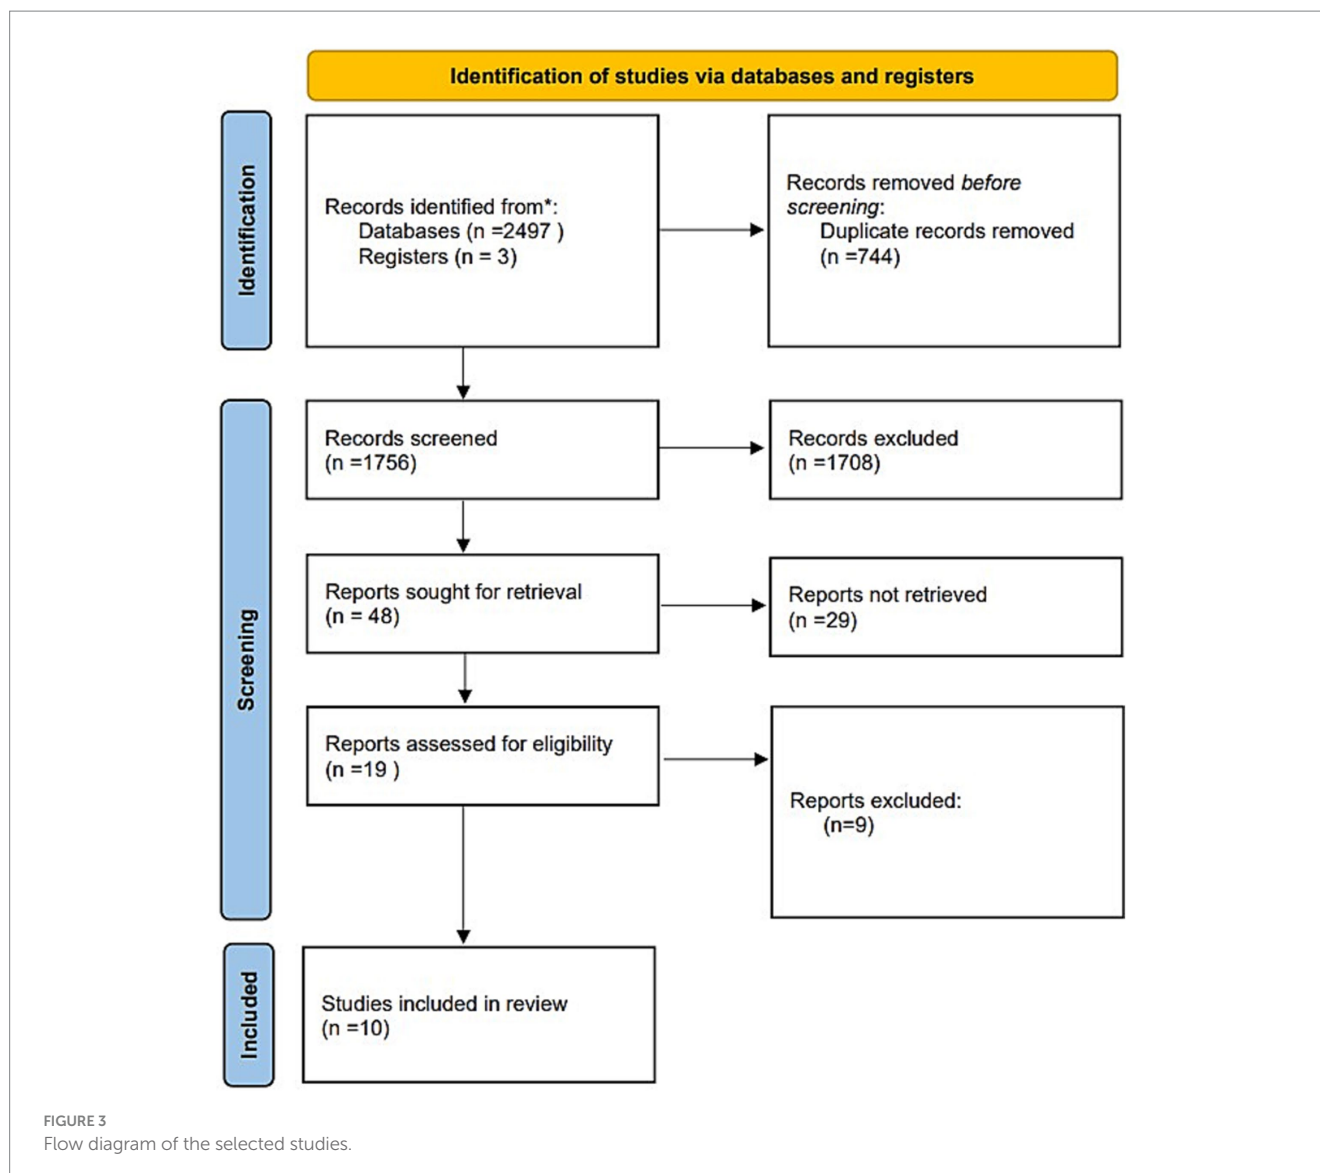 Identification of studies via databases and registers
Identification
Records identified from*:
Databases (n =2497 )
Registers (n = 3)
Records removed before
screening:
Duplicate records removed
(n =744)
Screening
Records screened
(n =1756)
Records excluded
(n =1708)
Reports sought for retrieval
(n = 48)
Reports not retrieved
(n =29)
Reports assessed for eligibility
(n =19 )
Reports excluded:
(n=9)
Included
Studies included in review
(n =10)
FIGURE 3
Flow diagram of the selected studies.